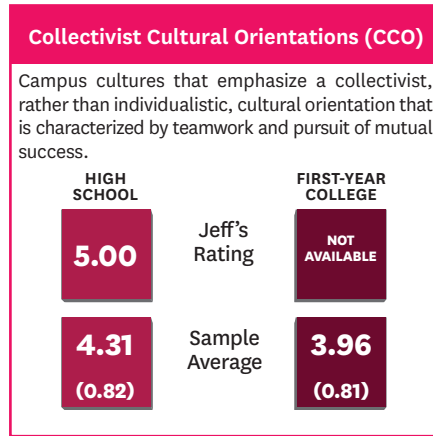 Collectivist Cultural Orientations (CCO)
Campus cultures that emphasize a collectivist,
rather than individualistic, cultural orientation that
is characterized by teamwork and pursuit of mutual
success.
HIGH
SCHOOL
FIRST-YEAR
COLLEGE
5.00
Jeff’s
Rating
NOT
AVAILABLE
4.31
(0.82)
Sample
Average
3.96
(0.81)